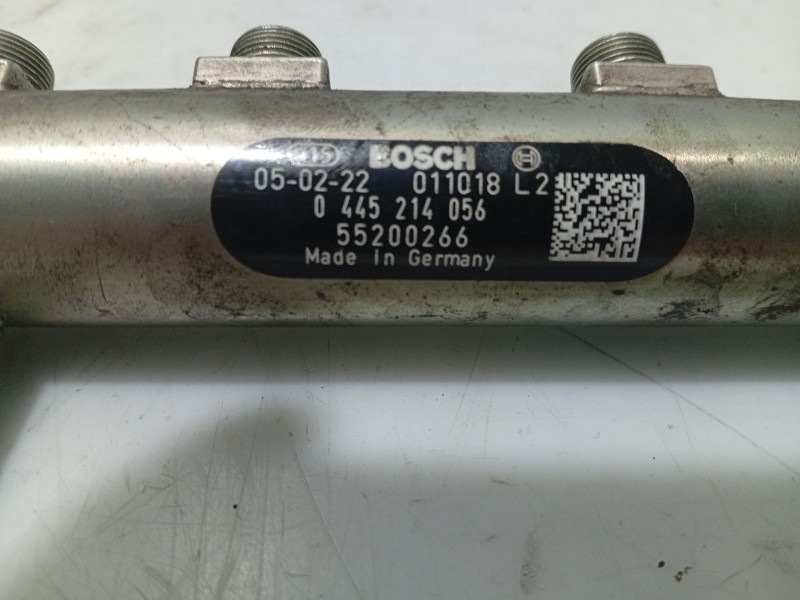 BOSCH
05-02-22 011018 L2
0 445 214 056
55200266
Made in Germany